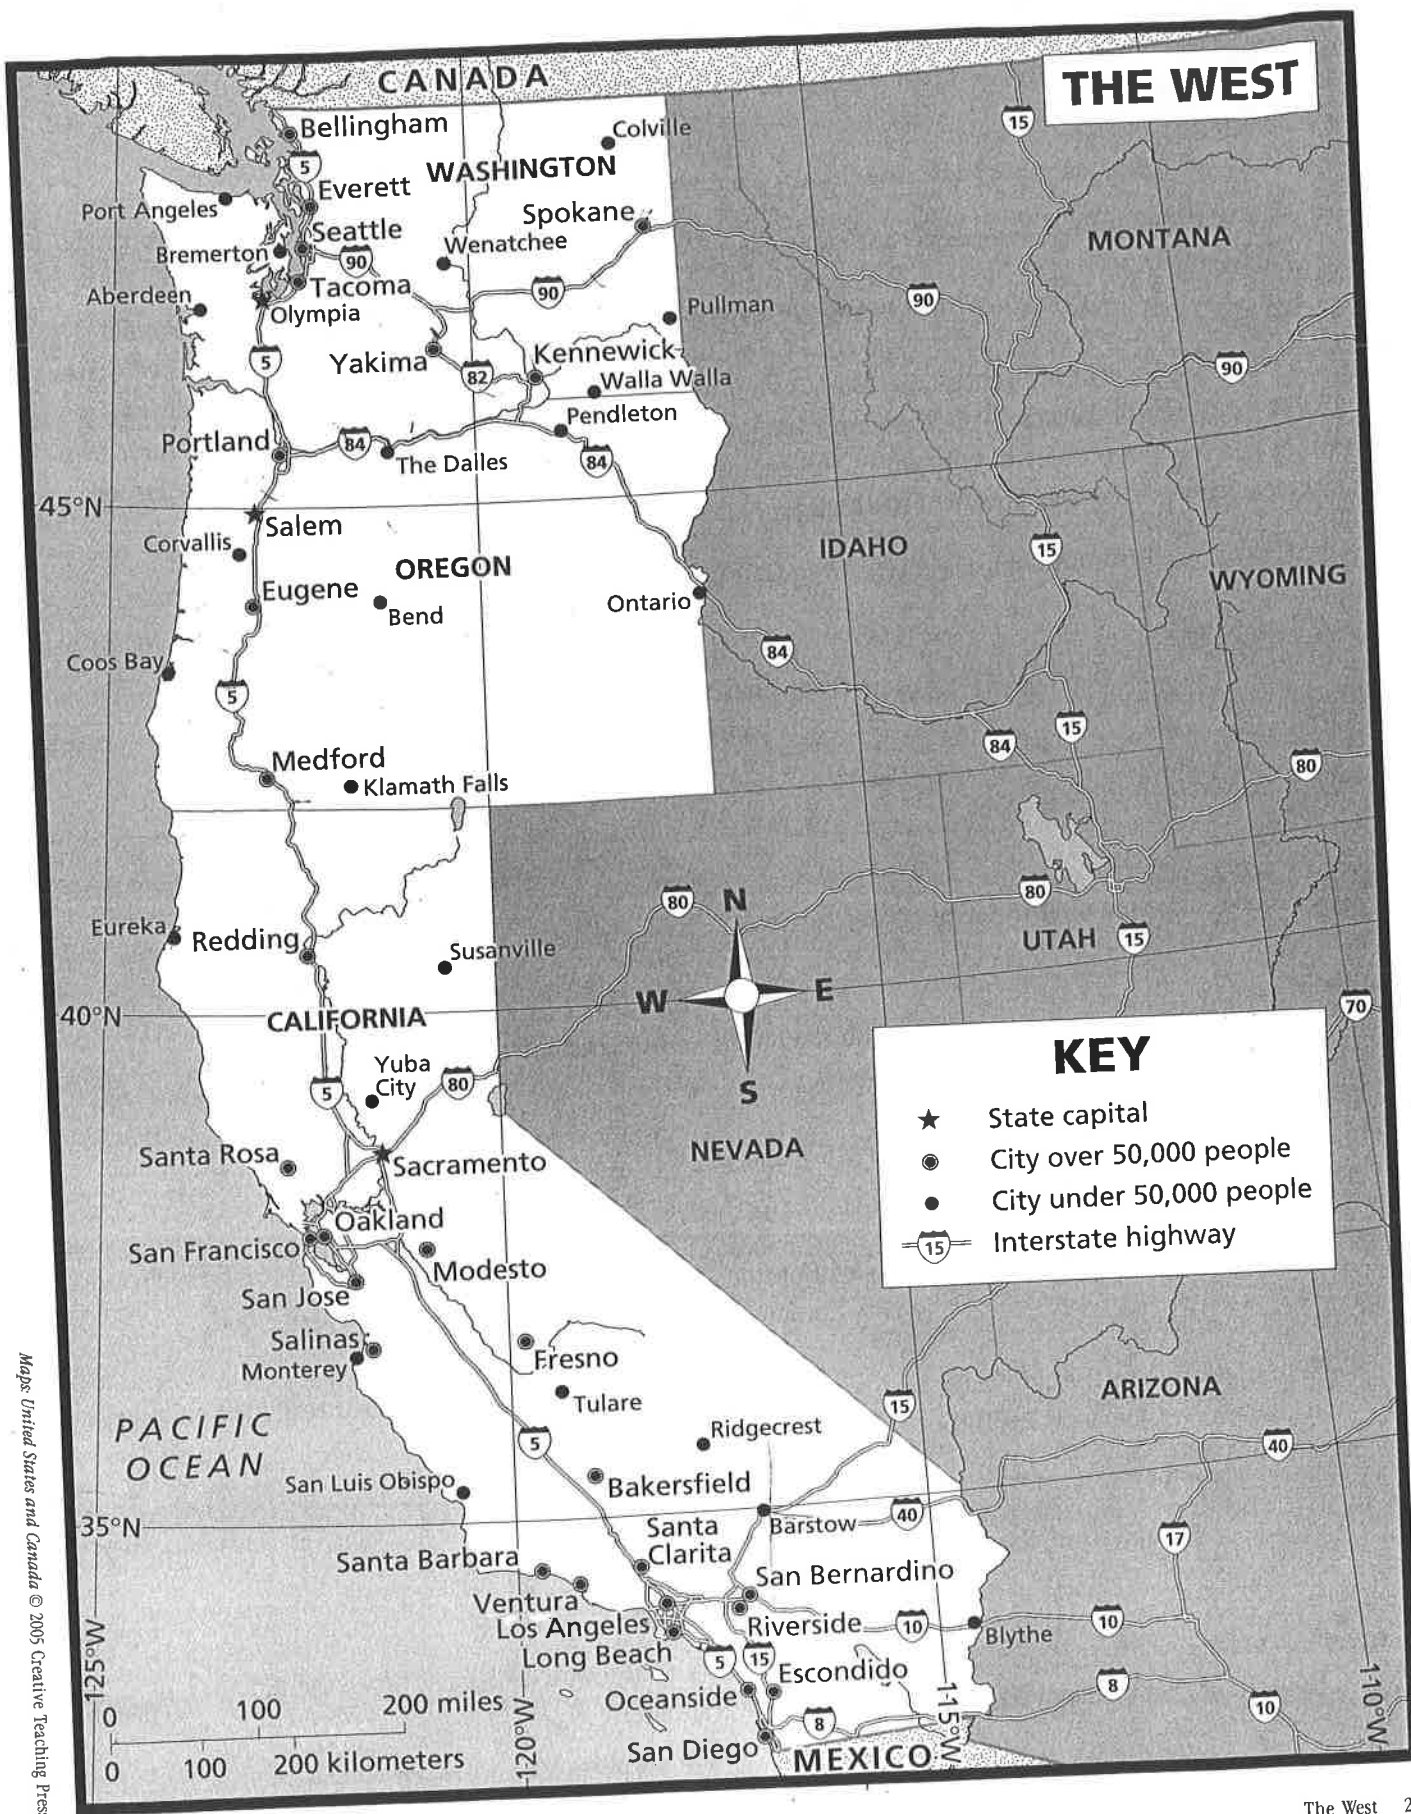 CANADA
THE WEST
Bellingham
Colville
15
5
WASHINGTON
Everett
Port Angeles
Spokane
Seattle
MONTANA
Bremerton
90
Wenatchee
Tacoma
Aberdeen
90
90
Olympia
Pullman
5
Yakima
Kennewick
82
Walla Walla
90
Pendleton
Portland
84
The Dalles
84
45°N
Salem
Corvallis
IDAHO
15
OREGON
WYOMING
Eugene
Bend
Ontario
Coos Bay
84
5
15
84
Medford
80
Klamath Falls
80
80
N
Eureka
Redding
UTAH
15
Susanville
W
E
40°N
CALIFORNIA
70
KEY
Yuba
City
5
80
S
State capital
NEVADA
City over 50,000 people
Santa Rosa
Sacramento
City under 50,000 people
Oakland
15
Interstate highway
San Francisco
Modesto
San Jose
Salinas
Monterey
Fresno
ARIZONA
Tulare
15
PACIFIC
OCEAN
Ridgecrest
5
40
Bakersfield
San Luis Obispo
40
35°N
Santa
Clarita
Barstow
17
Santa Barbara
San Bernardino
Ventura
Los Angeles
Riverside
10
10
Blythe
Long Beach
5
15
Escondido
8
Oceanside
10
8
San Diego
MEXICO
125°W
120°W
115°W
110°W
0 100 200 miles
0 100 200 kilometers
Maps: United States and Canada © 2005 Creative Teaching Press
The West 2